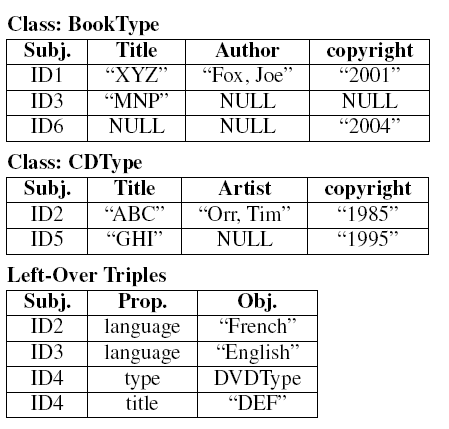 Class: BookType
Subj. Title Author copyright
ID1 “XYZ” “Fox, Joe” “2001”
ID3 “MNP” NULL NULL
ID6 NULL NULL “2004”
Class: CDType
Subj. Title Artist copyright
ID2 “ABC” “Orr, Tim” “1985”
ID5 “GHI” NULL “1995”
Left-Over Triples
Subj. Prop. Obj.
ID2 language “French”
ID3 language “English”
ID4 type DVDType
ID4 title “DEF”